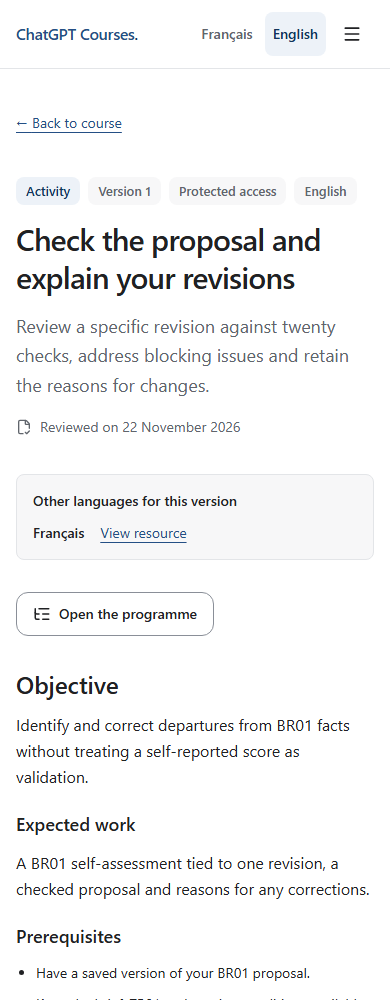 ChatGPT Courses.
Français
English
← Back to course
Activity
Version 1
Protected access
English
Check the proposal and
explain your revisions
Review a specific revision against twenty
checks, address blocking issues and retain
the reasons for changes.
Reviewed on 22 November 2026
Other languages for this version
Français View resource
Open the programme
Objective
Identify and correct departures from BR01 facts
without treating a self-reported score as
validation.
Expected work
A BR01 self-assessment tied to one revision, a
checked proposal and reasons for any corrections.
Prerequisites
• Have a saved version of your BR01 proposal.